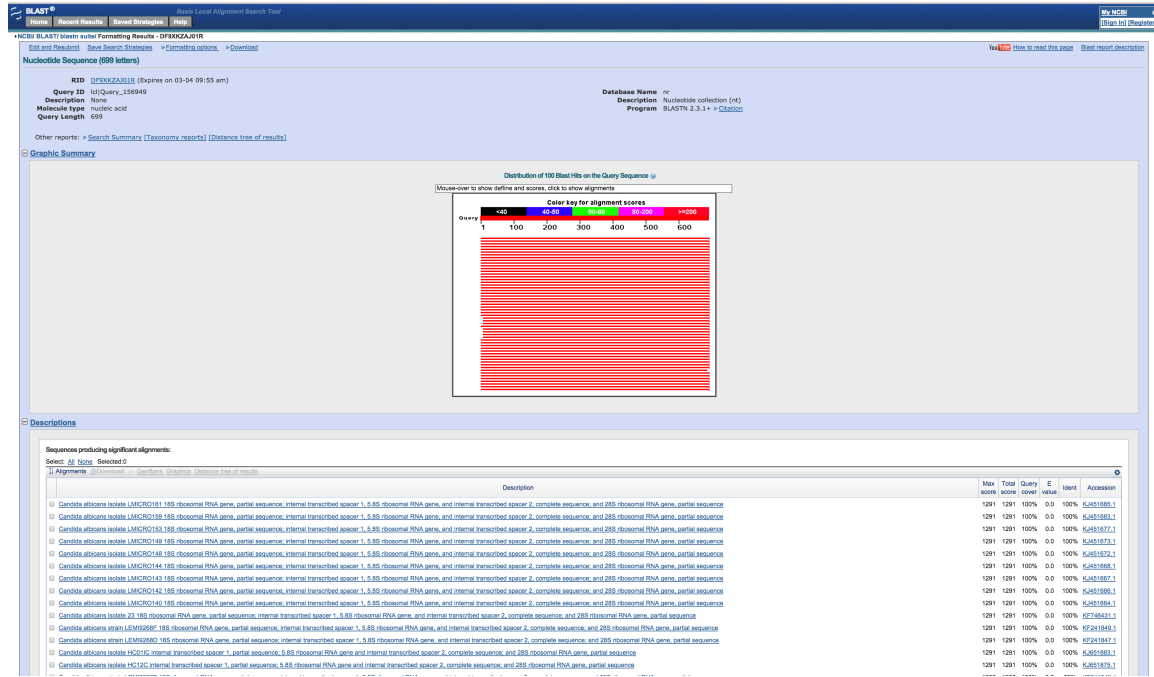 BLAST® Basic Local Alignment Search Tool My NCBI
Home Recent Results Saved Strategies Help [Sign In] [Register
NCBI/ BLAST/ blastn suite/ Formatting Results - DF9XKZAJ01R
Edit and Resubmit Save Search Strategies Formatting options Download YouTube How to read this page Blast report description
Nucleotide Sequence (699 letters)
RID DF9XKZAJ01R (Expires on 03-04 09:55 am)
Query ID lcl|Query_156949 Database Name nr
Description None Description Nucleotide collection (nt)
Molecule type nucleic acid Program BLASTN 2.3.1+ Citation
Query Length 699
Other reports: Search Summary [Taxonomy reports] [Distance tree of results]
Graphic Summary
Distribution of 100 Blast Hits on the Query Sequence
Mouse-over to show define and scores, click to show alignments
Color key for alignment scores
<40 40-50 50-80 80-200 >=200
Query
1 100 200 300 400 500 600
Descriptions
Sequences producing significant alignments:
Select: All None Selected:0
Alignments Download GenBank Graphics Distance tree of results
Description Max score Total score Query cover E value Ident Accession
Candida albicans isolate LMICRO161 18S ribosomal RNA gene, partial sequence; internal transcribed spacer 1, 5.8S ribosomal RNA gene, and internal transcribed spacer 2, complete sequence; and 28S ribosomal RNA gene, partial sequence 1291 1291 100% 0.0 100% KJ451685.1
Candida albicans isolate LMICRO159 18S ribosomal RNA gene, partial sequence; internal transcribed spacer 1, 5.8S ribosomal RNA gene, and internal transcribed spacer 2, complete sequence; and 28S ribosomal RNA gene, partial sequence 1291 1291 100% 0.0 100% KJ451683.1
Candida albicans isolate LMICRO153 18S ribosomal RNA gene, partial sequence; internal transcribed spacer 1, 5.8S ribosomal RNA gene, and internal transcribed spacer 2, complete sequence; and 28S ribosomal RNA gene, partial sequence 1291 1291 100% 0.0 100% KJ451677.1
Candida albicans isolate LMICRO149 18S ribosomal RNA gene, partial sequence; internal transcribed spacer 1, 5.8S ribosomal RNA gene, and internal transcribed spacer 2, complete sequence; and 28S ribosomal RNA gene, partial sequence 1291 1291 100% 0.0 100% KJ451673.1
Candida albicans isolate LMICRO148 18S ribosomal RNA gene, partial sequence; internal transcribed spacer 1, 5.8S ribosomal RNA gene, and internal transcribed spacer 2, complete sequence; and 28S ribosomal RNA gene, partial sequence 1291 1291 100% 0.0 100% KJ451672.1
Candida albicans isolate LMICRO144 18S ribosomal RNA gene, partial sequence; internal transcribed spacer 1, 5.8S ribosomal RNA gene, and internal transcribed spacer 2, complete sequence; and 28S ribosomal RNA gene, partial sequence 1291 1291 100% 0.0 100% KJ451668.1
Candida albicans isolate LMICRO143 18S ribosomal RNA gene, partial sequence; internal transcribed spacer 1, 5.8S ribosomal RNA gene, and internal transcribed spacer 2, complete sequence; and 28S ribosomal RNA gene, partial sequence 1291 1291 100% 0.0 100% KJ451667.1
Candida albicans isolate LMICRO142 18S ribosomal RNA gene, partial sequence; internal transcribed spacer 1, 5.8S ribosomal RNA gene, and internal transcribed spacer 2, complete sequence; and 28S ribosomal RNA gene, partial sequence 1291 1291 100% 0.0 100% KJ451666.1
Candida albicans isolate LMICRO140 18S ribosomal RNA gene, partial sequence; internal transcribed spacer 1, 5.8S ribosomal RNA gene, and internal transcribed spacer 2, complete sequence; and 28S ribosomal RNA gene, partial sequence 1291 1291 100% 0.0 100% KJ451664.1
Candida albicans isolate 23 18S ribosomal RNA gene, partial sequence; internal transcribed spacer 1, 5.8S ribosomal RNA gene, and internal transcribed spacer 2, complete sequence; and 28S ribosomal RNA gene, partial sequence 1291 1291 100% 0.0 100% KF746431.1
Candida albicans strain LEMI9268F 18S ribosomal RNA gene, partial sequence; internal transcribed spacer 1, 5.8S ribosomal RNA gene, and internal transcribed spacer 2, complete sequence; and 28S ribosomal RNA gene, partial sequence 1291 1291 100% 0.0 100% KF241849.1
Candida albicans strain LEMI9268D 18S ribosomal RNA gene, partial sequence; internal transcribed spacer 1, 5.8S ribosomal RNA gene, and internal transcribed spacer 2, complete sequence; and 28S ribosomal RNA gene, partial sequence 1291 1291 100% 0.0 100% KF241847.1
Candida albicans isolate HC01IC internal transcribed spacer 1, partial sequence; 5.8S ribosomal RNA gene and internal transcribed spacer 2, complete sequence; and 28S ribosomal RNA gene, partial sequence 1291 1291 100% 0.0 100% KJ651883.1
Candida albicans isolate HC12C internal transcribed spacer 1, partial sequence; 5.8S ribosomal RNA gene and internal transcribed spacer 2, complete sequence; and 28S ribosomal RNA gene, partial sequence 1291 1291 100% 0.0 100% KJ651875.1